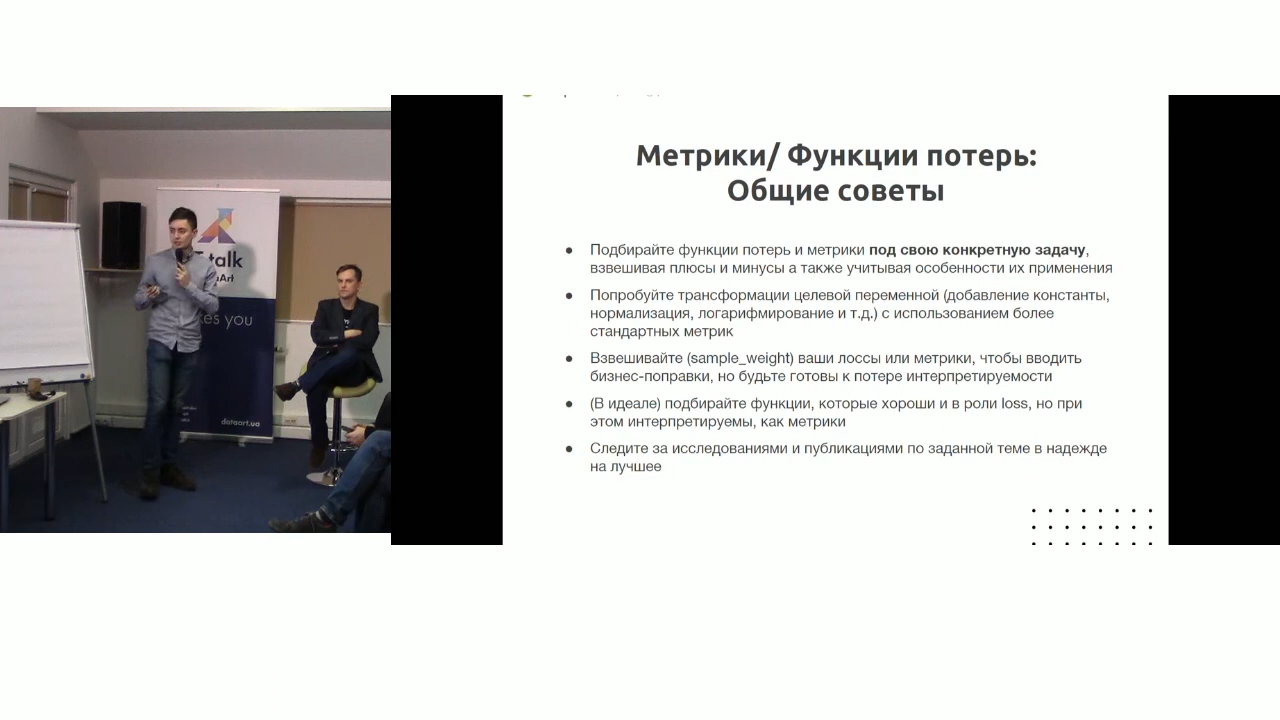 talk
Art
kes you
dataart.ua
Метрики/ Функции потерь:
Общие советы
● Подбирайте функции потерь и метрики под свою конкретную задачу,
взвешивая плюсы и минусы а также учитывая особенности их применения
● Попробуйте трансформации целевой переменной (добавление константы,
нормализация, логарифмирование и т.д.) с использованием более
стандартных метрик
● Взвешивайте (sample_weight) ваши лоссы или метрики, чтобы вводить
бизнес-поправки, но будьте готовы к потере интерпретируемости
● (В идеале) подбирайте функции, которые хороши и в роли loss, но при
этом интерпретируемы, как метрики
● Следите за исследованиями и публикациями по заданной теме в надежде
на лучшее